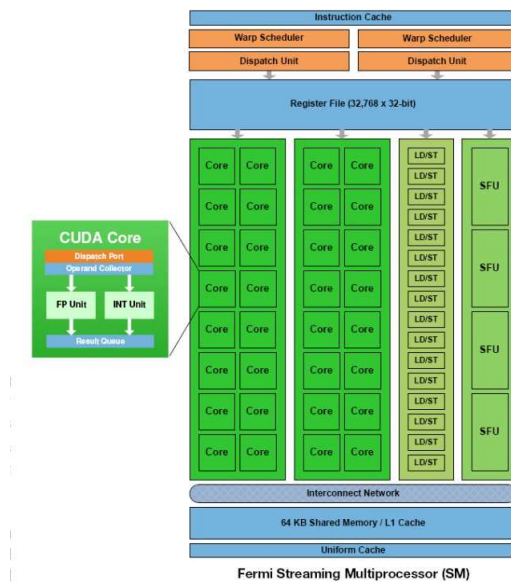 Instruction Cache
Warp Scheduler Warp Scheduler
Dispatch Unit Dispatch Unit
Register File (32,768 x 32-bit)
Core Core Core Core LD/ST SFU
LD/ST
Core Core Core Core LD/ST
LD/ST
Core Core Core Core LD/ST SFU
LD/ST
Core Core Core Core LD/ST
LD/ST
Core Core Core Core LD/ST SFU
LD/ST
Core Core Core Core LD/ST
LD/ST
Core Core Core Core LD/ST SFU
LD/ST
Core Core Core Core LD/ST
LD/ST
CUDA Core
Dispatch Port
Operand Collector
FP Unit INT Unit
Result Queue
Interconnect Network
64 KB Shared Memory / L1 Cache
Uniform Cache
Fermi Streaming Multiprocessor (SM)